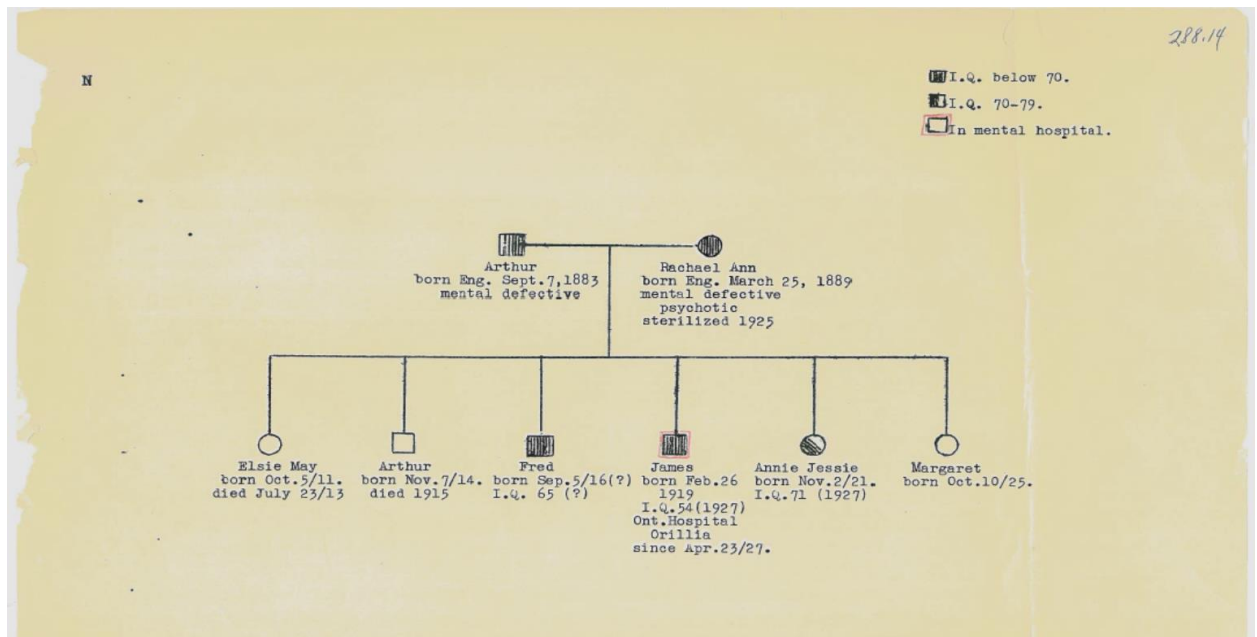 288.14
N
I.Q. below 70.
I.Q. 70-79.
In mental hospital.
Arthur
born Eng. Sept.7,1883
mental defective
Rachael Ann
born Eng. March 25, 1889
mental defective
psychotic
sterilized 1925
Elsie May
born Oct.5/11.
died July 23/13
Arthur
born Nov.7/14.
died 1915
Fred
born Sep.5/16(?)
I.Q. 65 (?)
James
born Feb.26
1919
I.Q.54(1927)
Ont.Hospital
Orillia
since Apr.23/27.
Annie Jessie
born Nov.2/21.
I.Q.71 (1927)
Margaret
born Oct.10/25.